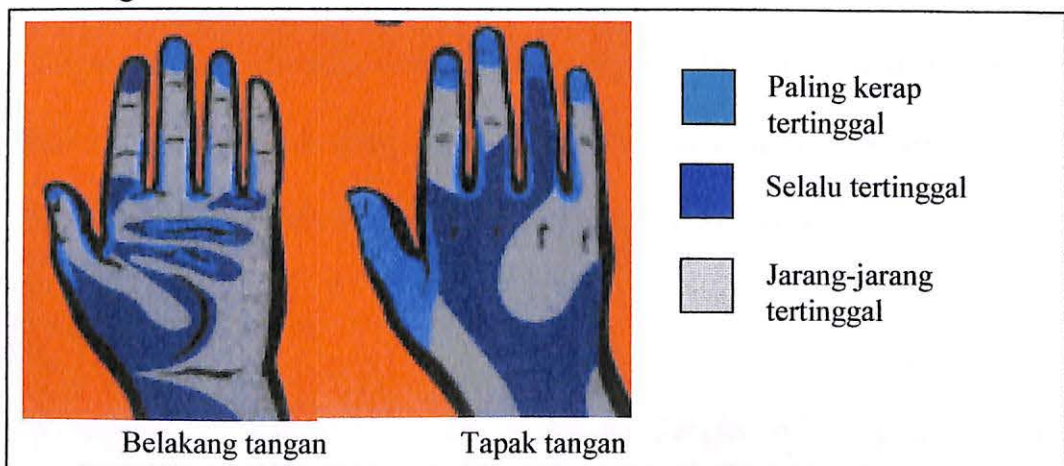 Paling kerap
tertinggal
Selalu tertinggal
Jarang-jarang
tertinggal
Belakang tangan
Tapak tangan